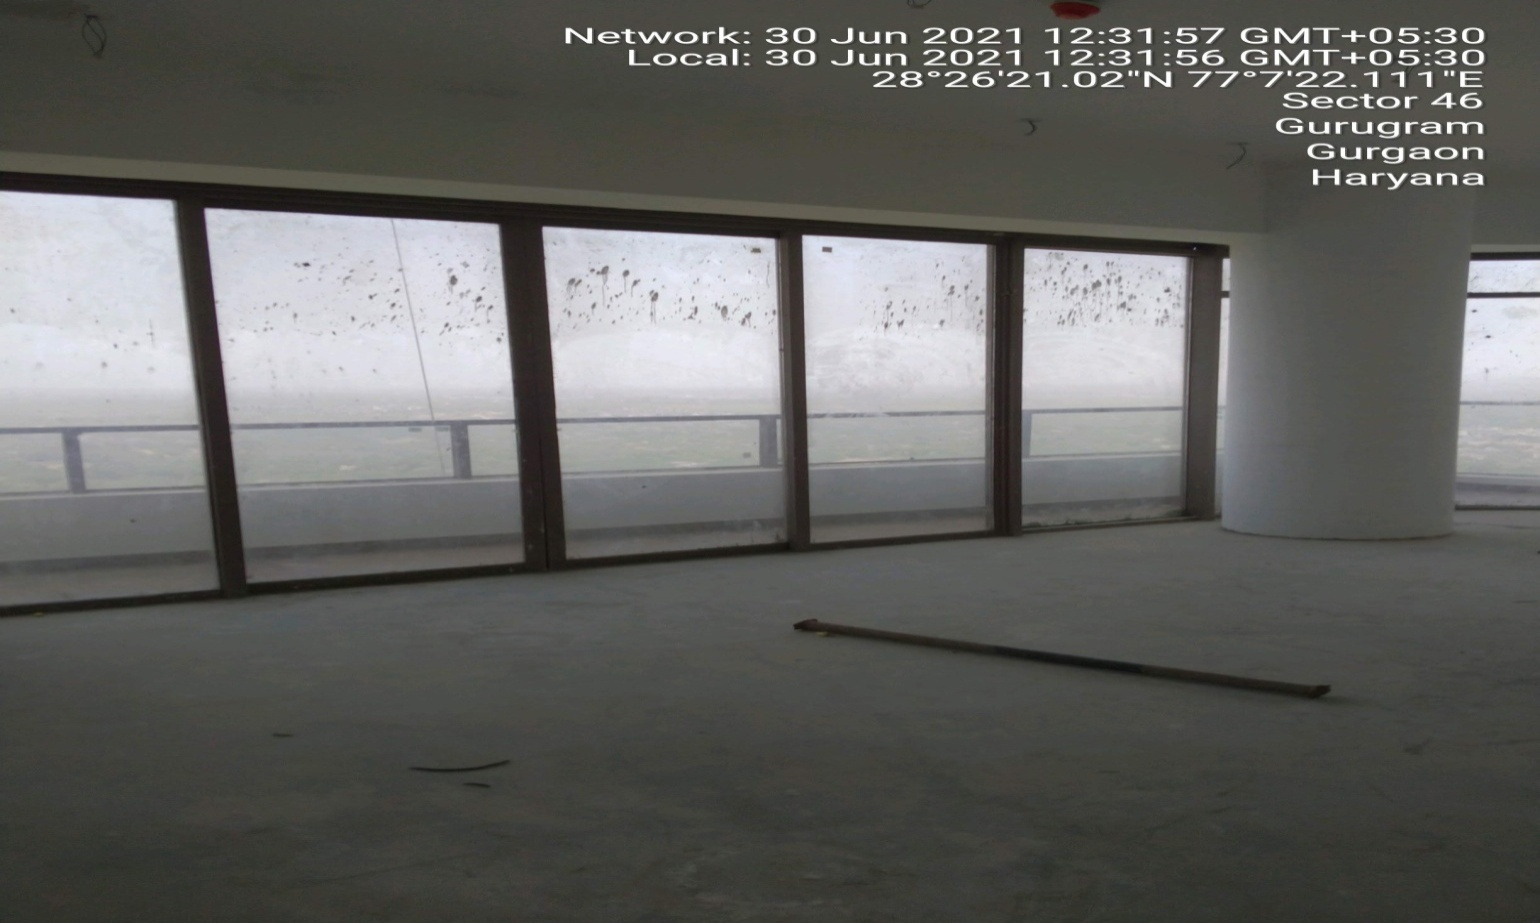 Network: 30 Jun 2021 12:31:57 GMT+05:30
Local: 30 Jun 2021 12:31:56 GMT+05:30
28°26'21.02"N 77°7'22.111"E
Sector 46
Gurugram
Gurgaon
Haryana